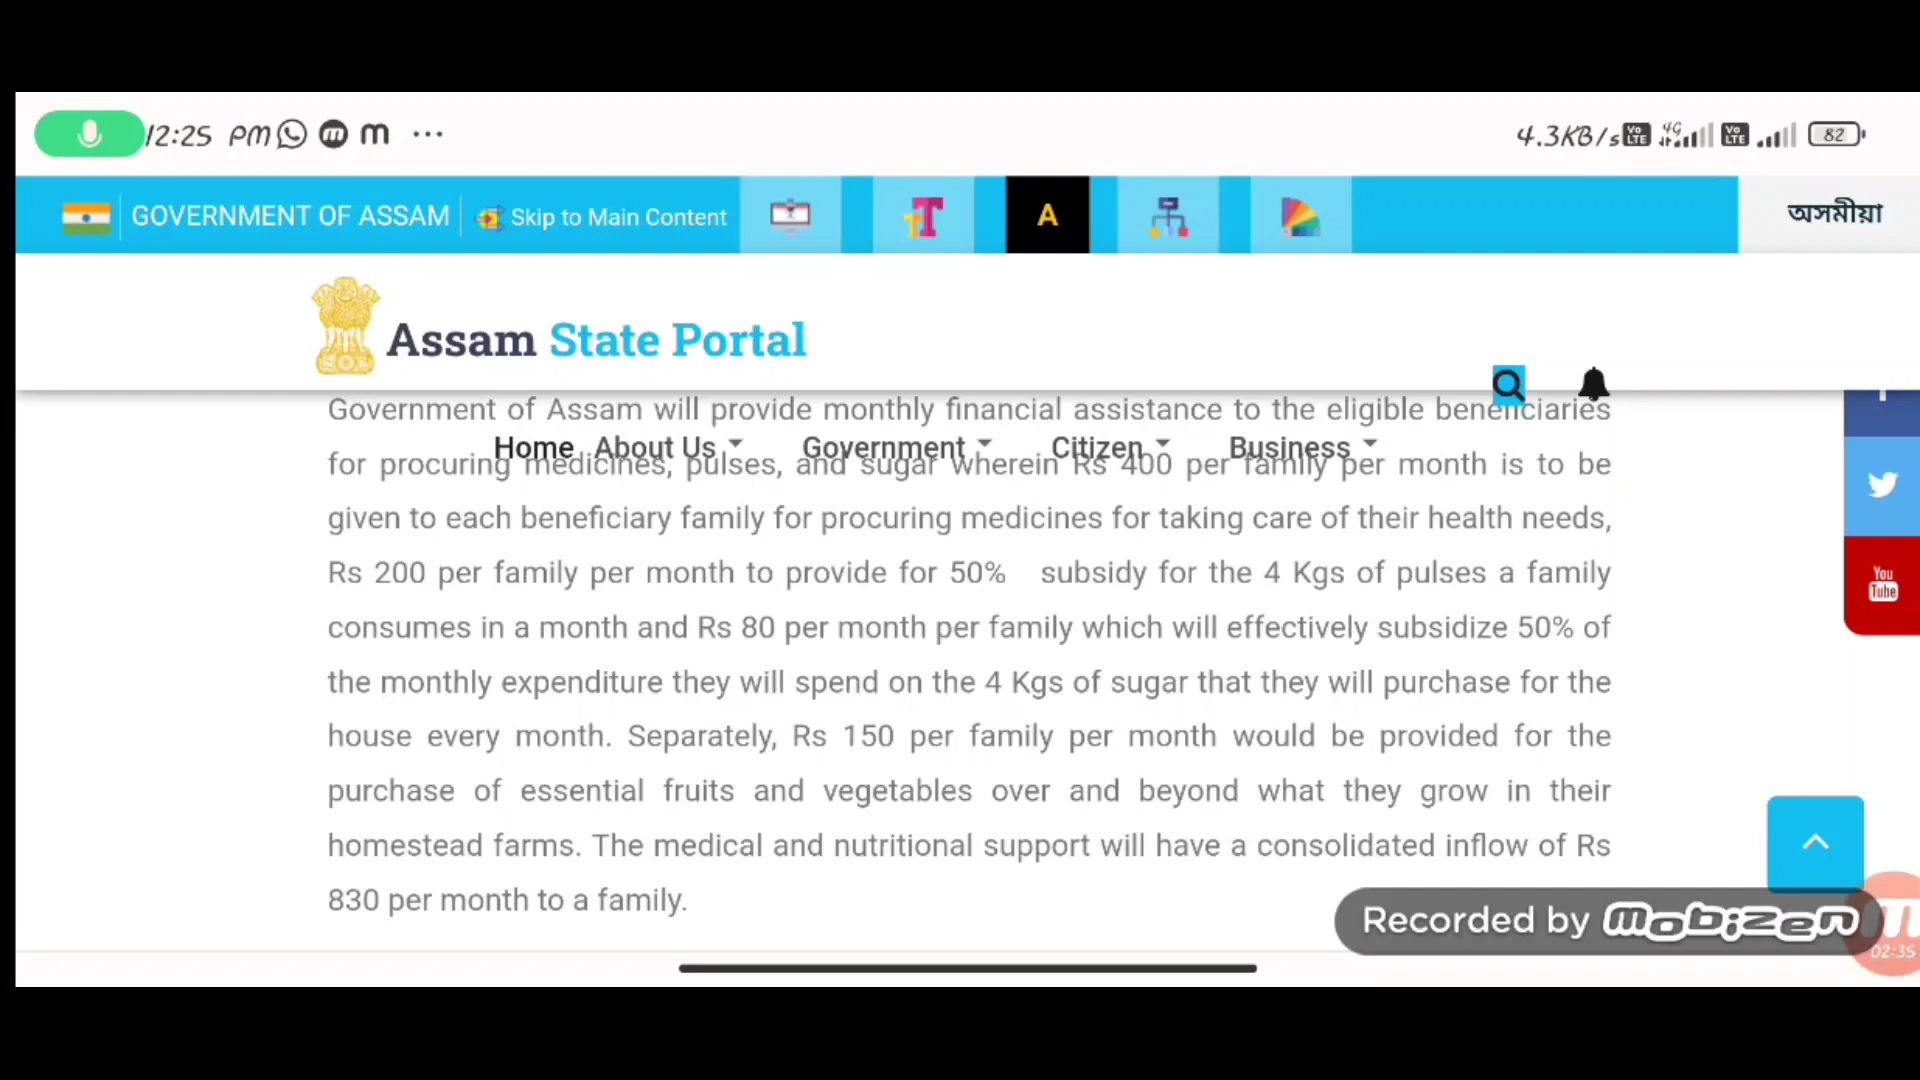 12:25 PM
4.3KB/s Vo LTE 4G Vo LTE 82
GOVERNMENT OF ASSAM Skip to Main Content A অসমীয়া
Assam State Portal
Government of Assam will provide monthly financial assistance to the eligible beneficiaries
Home About Us Government Citizen Business
for procuring medicines, pulses, and sugar wherein Rs 400 per family per month is to be
given to each beneficiary family for procuring medicines for taking care of their health needs,
Rs 200 per family per month to provide for 50% subsidy for the 4 Kgs of pulses a family
consumes in a month and Rs 80 per month per family which will effectively subsidize 50% of
the monthly expenditure they will spend on the 4 Kgs of sugar that they will purchase for the
house every month. Separately, Rs 150 per family per month would be provided for the
purchase of essential fruits and vegetables over and beyond what they grow in their
homestead farms. The medical and nutritional support will have a consolidated inflow of Rs
830 per month to a family.
You Tube
Recorded by mobizen
02:35